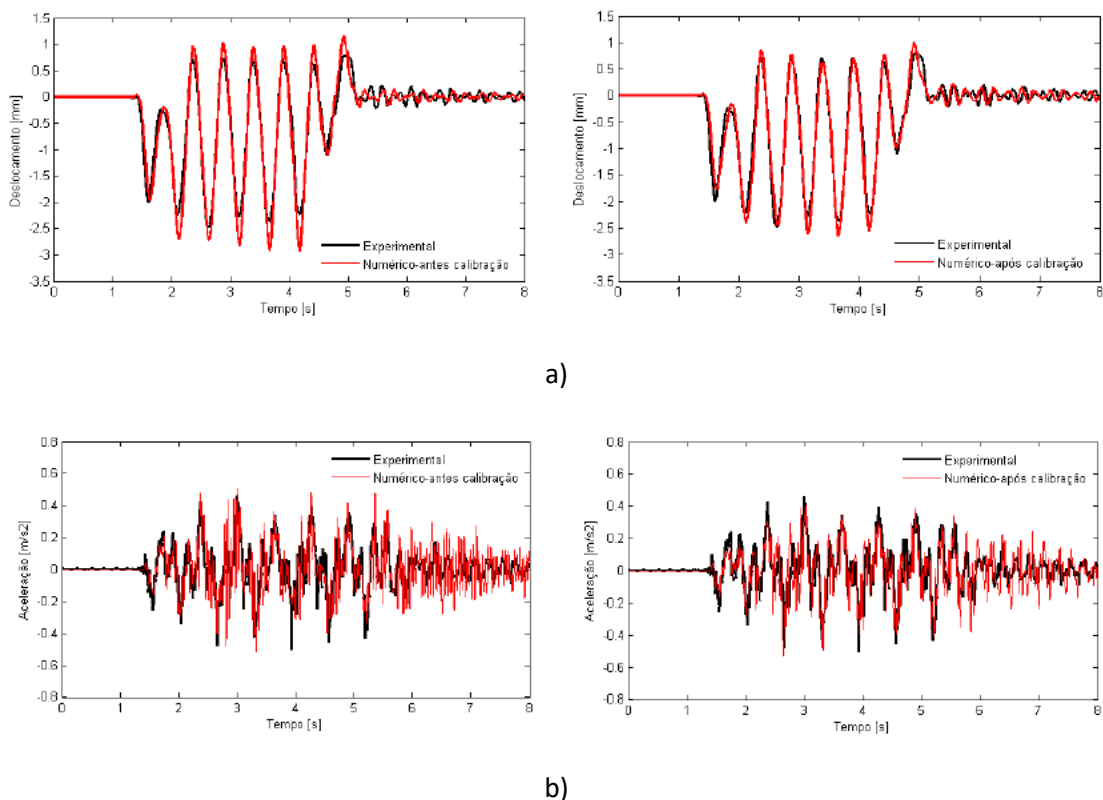 1.5
1
0.5
0
-0.5
-1
-1.5
-2
-2.5
-3
-3.5
Deslocamento [mm]
Experimental
Numérico-antes calibração
0 1 2 3 4 5 6 7 8
Tempo [s]
1.5
1
0.5
0
-0.5
-1
-1.5
-2
-2.5
-3
-3.5
Deslocamento [mm]
Experimental
Numérico-após calibração
0 1 2 3 4 5 6 7 8
Tempo [s]
a)
0.8
0.6
0.4
0.2
0
-0.2
-0.4
-0.6
-0.8
Aceleração [m/s2]
Experimental
Numérico-antes calibração
0 1 2 3 4 5 6 7 8
Tempo [s]
0.8
0.6
0.4
0.2
0
-0.2
-0.4
-0.6
-0.8
Aceleração [m/s2]
Experimental
Numérico-após calibração
0 1 2 3 4 5 6 7 8
Tempo [s]
b)